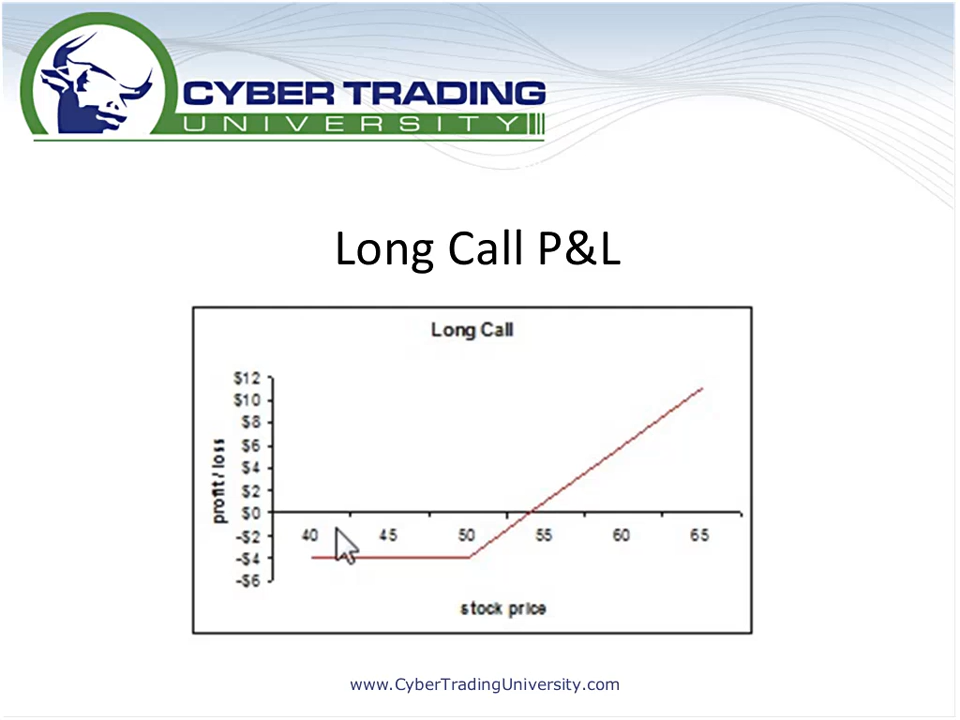 CYBER TRADING
UNIVERSITY
Long Call P&L
Long Call
$12
$10
$8
$6
$4
$2
$0
-$2
-$4
-$6
profit / loss
40 45 50 55 60 65
stock price
www.CyberTradingUniversity.com